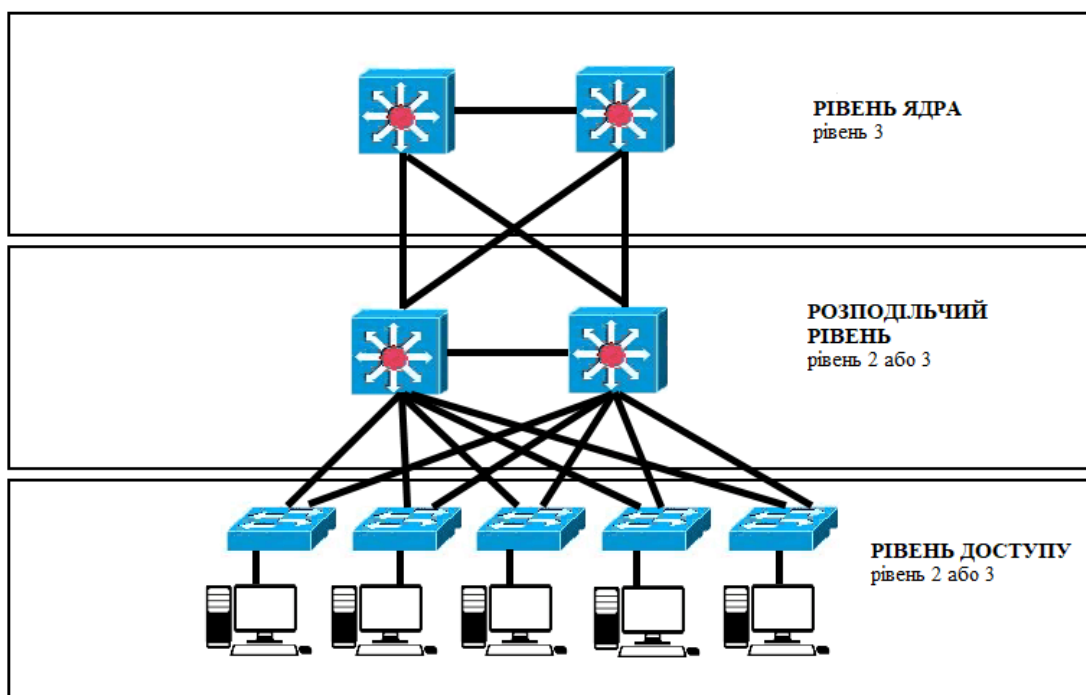 РІВЕНЬ ЯДРА
рівень 3
РОЗПОДІЛЬЧИЙ
РІВЕНЬ
рівень 2 або 3
РІВЕНЬ ДОСТУПУ
рівень 2 або 3